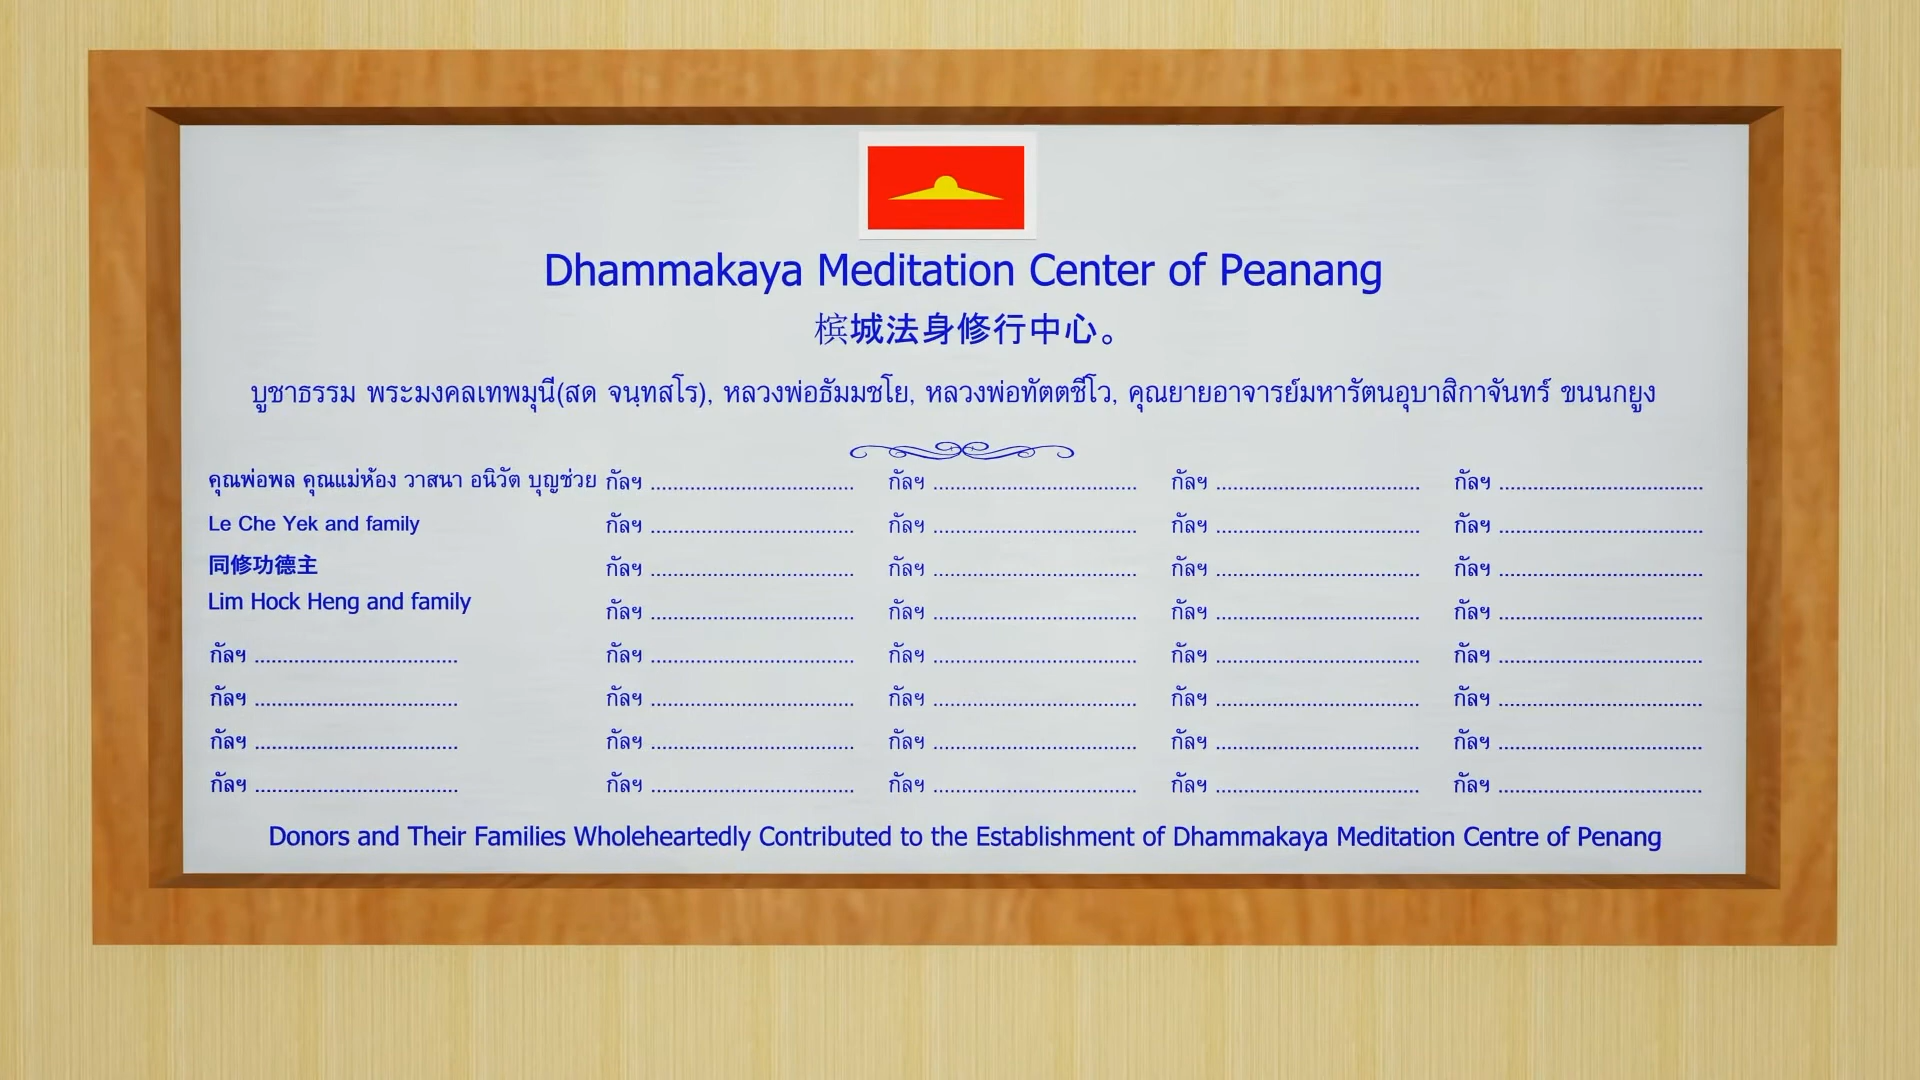 Dhammakaya Meditation Center of Peanang
槟城法身修行中心。
บูชาธรรม พระมงคลเทพมุนี(สด จนฺทสโร), หลวงพ่อธัมมชโย, หลวงพ่อทัตตชีโว, คุณยายอาจารย์มหารัตนอุบาสิกาจันทร์ ขนนกยูง
คุณพ่อพล คุณแม่ห้อง วาสนา อนิวัต บุญช่วย กัลฯ .................................... กัลฯ .................................... กัลฯ .................................... กัลฯ ....................................
Le Che Yek and family กัลฯ .................................... กัลฯ .................................... กัลฯ .................................... กัลฯ ....................................
同修功德主 กัลฯ .................................... กัลฯ .................................... กัลฯ .................................... กัลฯ ....................................
Lim Hock Heng and family กัลฯ .................................... กัลฯ .................................... กัลฯ .................................... กัลฯ ....................................
กัลฯ .................................... กัลฯ .................................... กัลฯ .................................... กัลฯ .................................... กัลฯ ....................................
กัลฯ .................................... กัลฯ .................................... กัลฯ .................................... กัลฯ .................................... กัลฯ ....................................
กัลฯ .................................... กัลฯ .................................... กัลฯ .................................... กัลฯ .................................... กัลฯ ....................................
กัลฯ .................................... กัลฯ .................................... กัลฯ .................................... กัลฯ .................................... กัลฯ ....................................
Donors and Their Families Wholeheartedly Contributed to the Establishment of Dhammakaya Meditation Centre of Penang